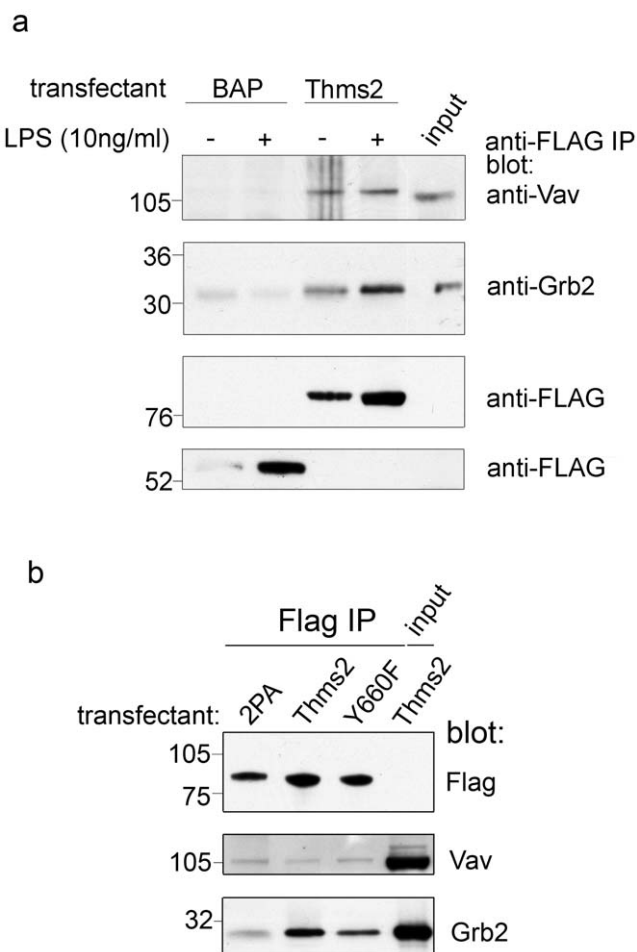 a
transfectant BAP Thms2 input
LPS (10ng/ml) - + - + anti-FLAG IP
blot:
105 anti-Vav
36
30 anti-Grb2
76 anti-FLAG
52 anti-FLAG
b
Flag IP input
transfectant: 2PA Thms2 Y660F Thms2 blot:
105
75 Flag
105 Vav
32 Grb2